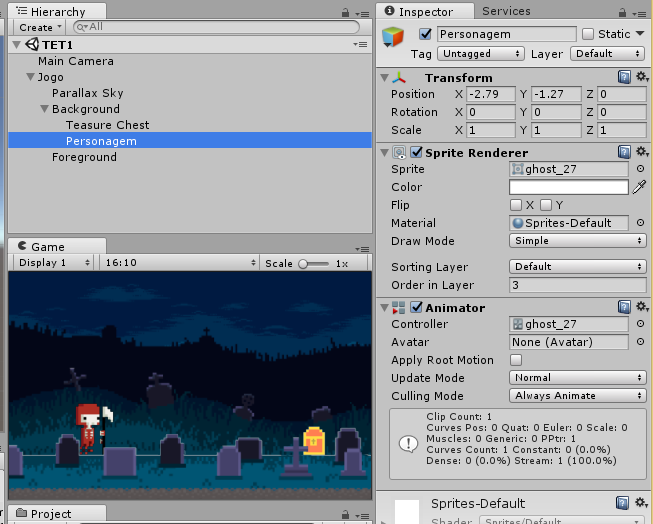 Hierarchy
Create All
TET1
Main Camera
Jogo
Parallax Sky
Background
Teasure Chest
Personagem
Foreground
Game
Display 1 16:10 Scale 1x
Project
Inspector Services
Personagem Static
Tag Untagged Layer Default
Transform
Position X -2.79 Y -1.27 Z 0
Rotation X 0 Y 0 Z 0
Scale X 1 Y 1 Z 1
Sprite Renderer
Sprite ghost_27
Color
Flip X Y
Material Sprites-Default
Draw Mode Simple
Sorting Layer Default
Order in Layer 3
Animator
Controller ghost_27
Avatar None (Avatar)
Apply Root Motion
Update Mode Normal
Culling Mode Always Animate
Clip Count: 1
Curves Pos: 0 Quat: 0 Euler: 0 Scale: 0
Muscles: 0 Generic: 0 PPtr: 1
Curves Count: 1 Constant: 0 (0.0%)
Dense: 0 (0.0%) Stream: 1 (100.0%)
Sprites-Default
Shader Sprites/Default